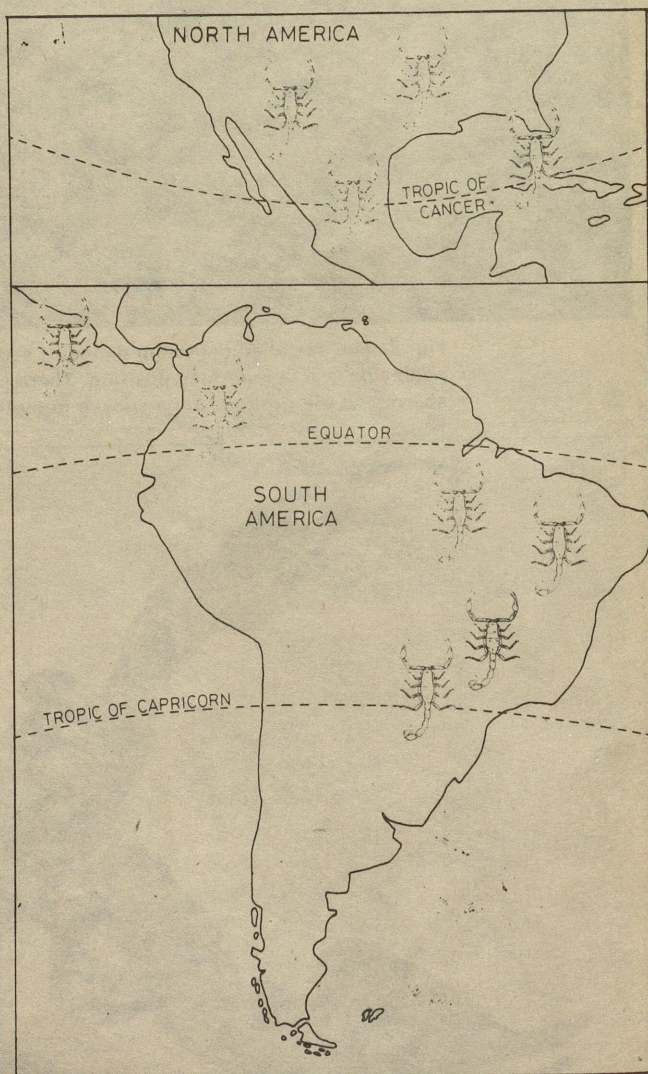 NORTH AMERICA
TROPIC OF
CANCER
EQUATOR
SOUTH
AMERICA
TROPIC OF CAPRICORN